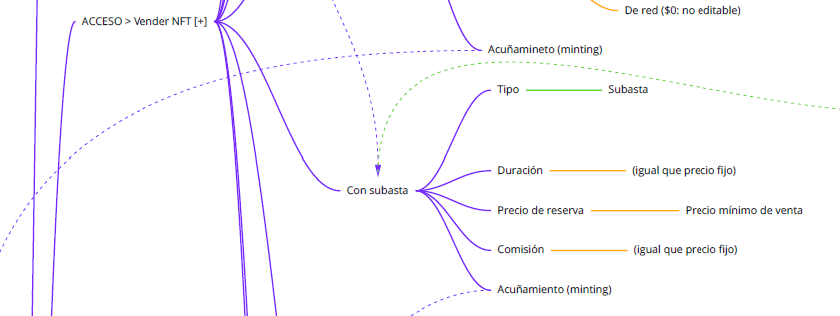 De red ($0: no editable)
ACCESO > Vender NFT [+]
Acuñamineto (minting)
Tipo
Subasta
Duración
(igual que precio fijo)
Con subasta
Precio de reserva
Precio mínimo de venta
Comisión
(igual que precio fijo)
Acuñamiento (minting)